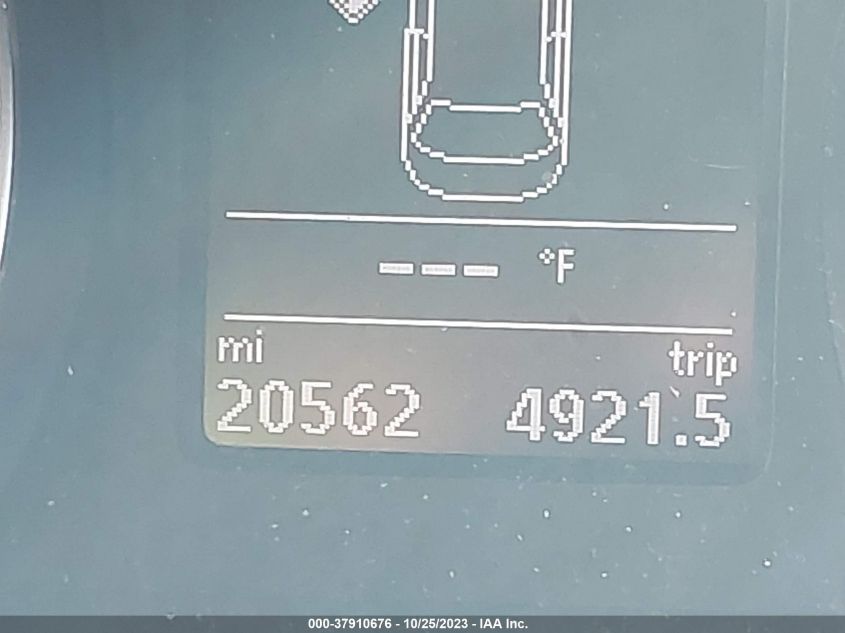 --- °F
mi trip
20562 4921.5
000-37910676 - 10/25/2023 - IAA Inc.